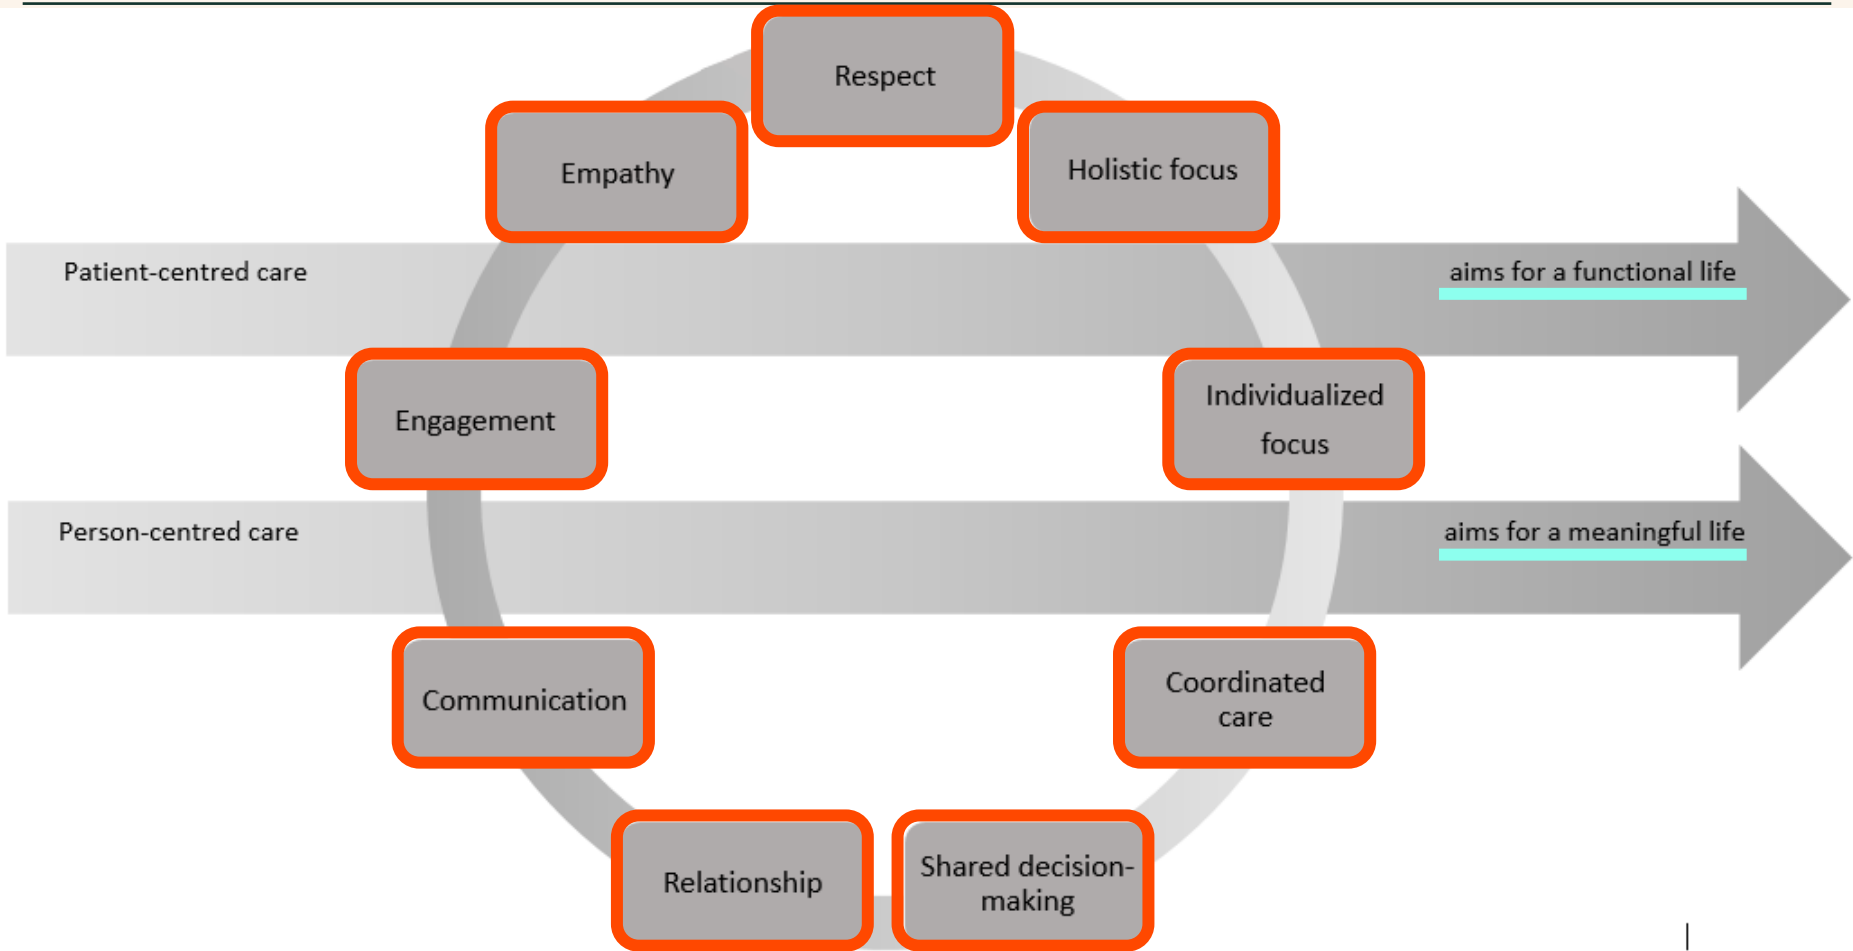 Respect
Empathy
Holistic focus
Patient-centred care
aims for a functional life
Engagement
Individualized
focus
Person-centred care
aims for a meaningful life
Communication
Coordinated
care
Relationship
Shared decision-
making